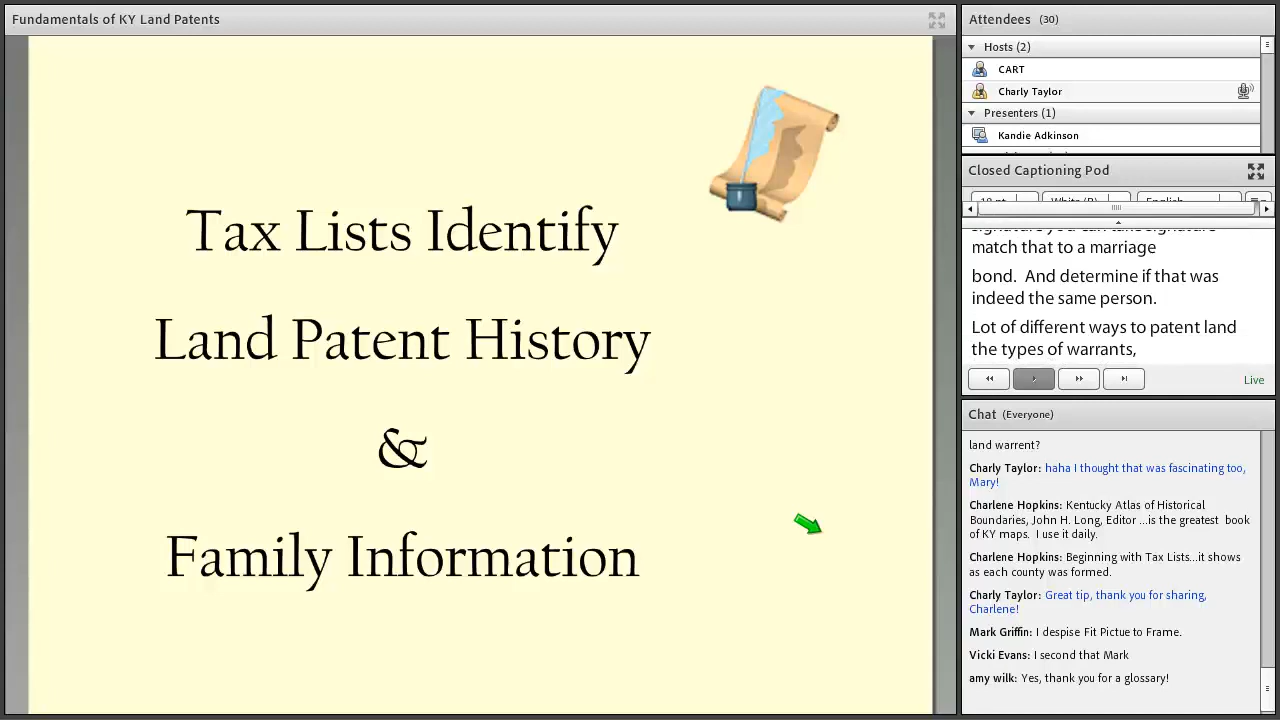 Fundamentals of KY Land Patents
Tax Lists Identify
Land Patent History
&
Family Information
Attendees (30)
Hosts (2)
CART
Charly Taylor
Presenters (1)
Kandie Adkinson
Closed Captioning Pod
White (B)
English
match that to a marriage
bond. And determine if that was
indeed the same person.
Lot of different ways to patent land
the types of warrants,
Live
Chat (Everyone)
land warrent?
Charly Taylor: haha I thought that was fascinating too,
Mary!
Charlene Hopkins: Kentucky Atlas of Historical
Boundaries, John H. Long, Editor ...is the greatest book
of KY maps. I use it daily.
Charlene Hopkins: Beginning with Tax Lists...it shows
as each county was formed.
Charly Taylor: Great tip, thank you for sharing,
Charlene!
Mark Griffin: I despise Fit Pictue to Frame.
Vicki Evans: I second that Mark
amy wilk: Yes, thank you for a glossary!